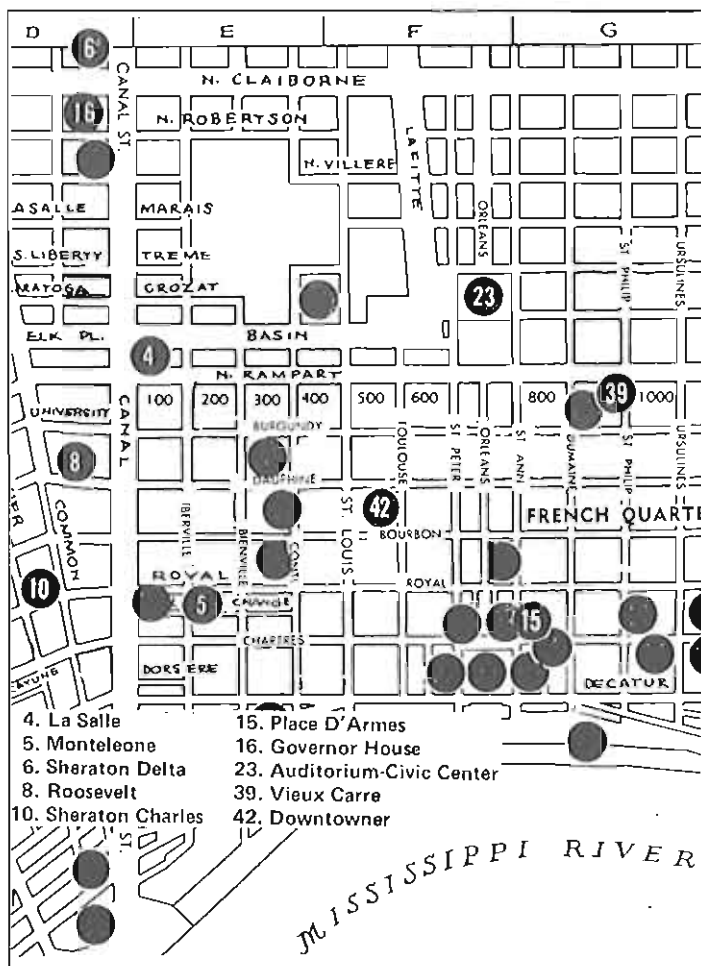 D E F G
6
CANAL ST.
N. CLAIBORNE
16
N. ROBERTSON
LAFITTE
N. VILLERE
ASALLE MARAIS
ORLEANS
ST. PHILIP
URSULINES
S. LIBERTY TREME
MATOGA CROZAT
23
ELK PL. BASIN
4
N. RAMPART
39
UNIVERSITY
CANAL
100 200 300 400 500 600 800 1000
BURGUNDY
8
DAUPHINE
TOULOUSE
ST. PETER
ORLEANS
ST. ANN
DUMAINE
ST. PHILIP
URSULINES
COMMON
IBERVILLE
BIENVILLE
CONTI
ST. LOUIS
42
BOURBON
FRENCH QUARTE
10
ROYAL
ROYAL
5
15
CHARTRES
DORSIERE
DECATUR
4. La Salle
5. Monteleone
6. Sheraton Delta
8. Roosevelt
10. Sheraton Charles
15. Place D'Armes
16. Governor House
23. Auditorium-Civic Center
39. Vieux Carre
42. Downtowner
ST.
MISSISSIPPI RIVER